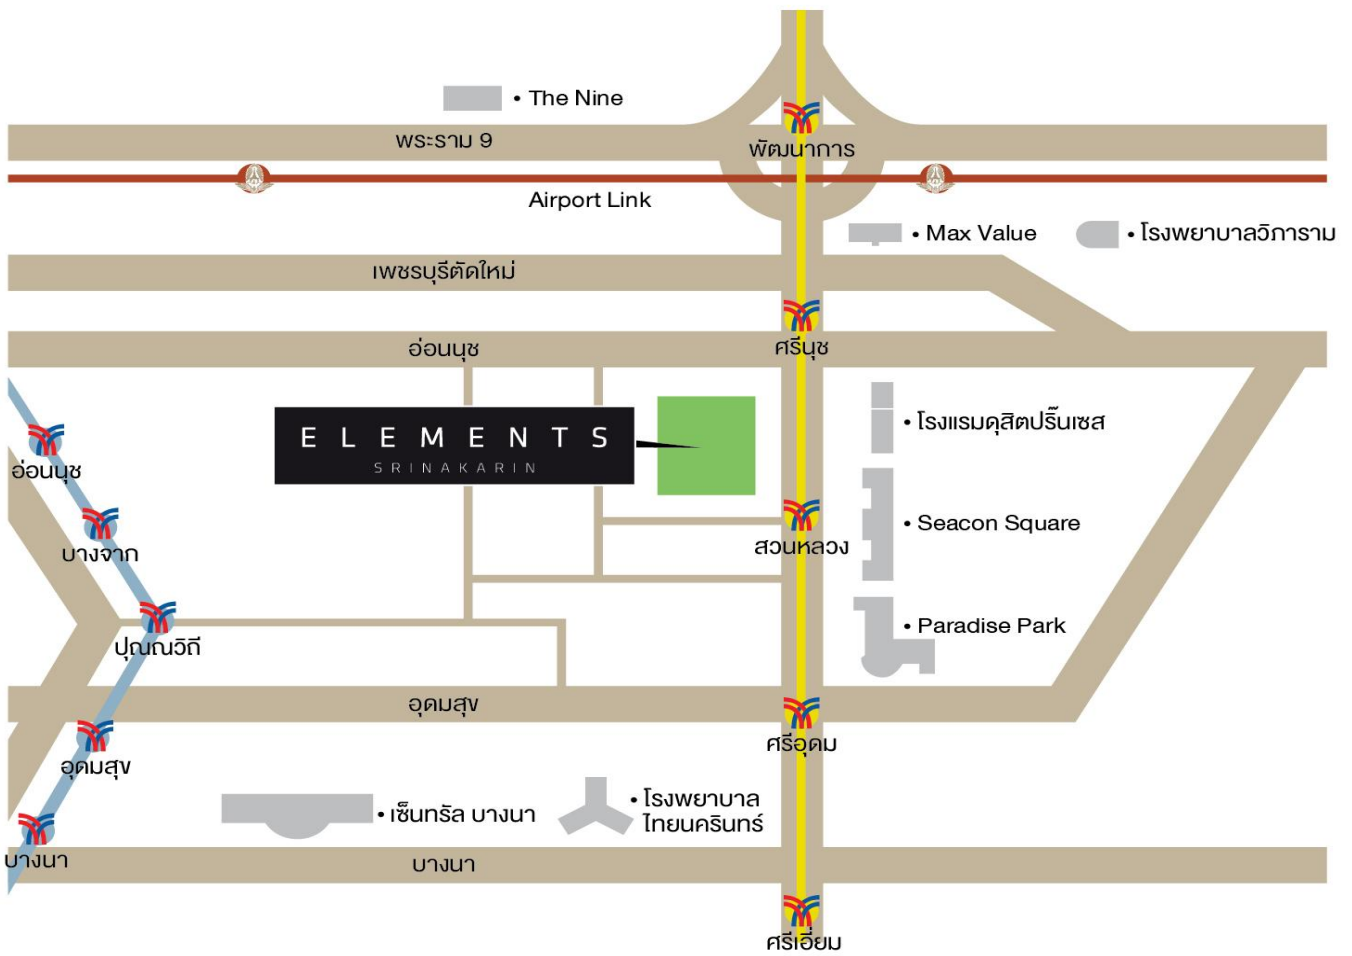 • The Nine
พระราม 9
พัฒนาการ
Airport Link
• Max Value
• โรงพยาบาลวิภาราม
เพชรบุรีตัดใหม่
อ่อนนุช
ศรีนุช
ELEMENTS
SRINAKARIN
• โรงแรมดุสิตปริ๊นเซส
อ่อนนุช
• Seacon Square
บางจาก
สวนหลวง
• Paradise Park
ปุณณวิถี
อุดมสุข
ศรีอุดม
อุดมสุข
• เซ็นทรัล บางนา
• โรงพยาบาล
ไทยนครินทร์
บางนา
บางนา
ศรีเอี่ยม